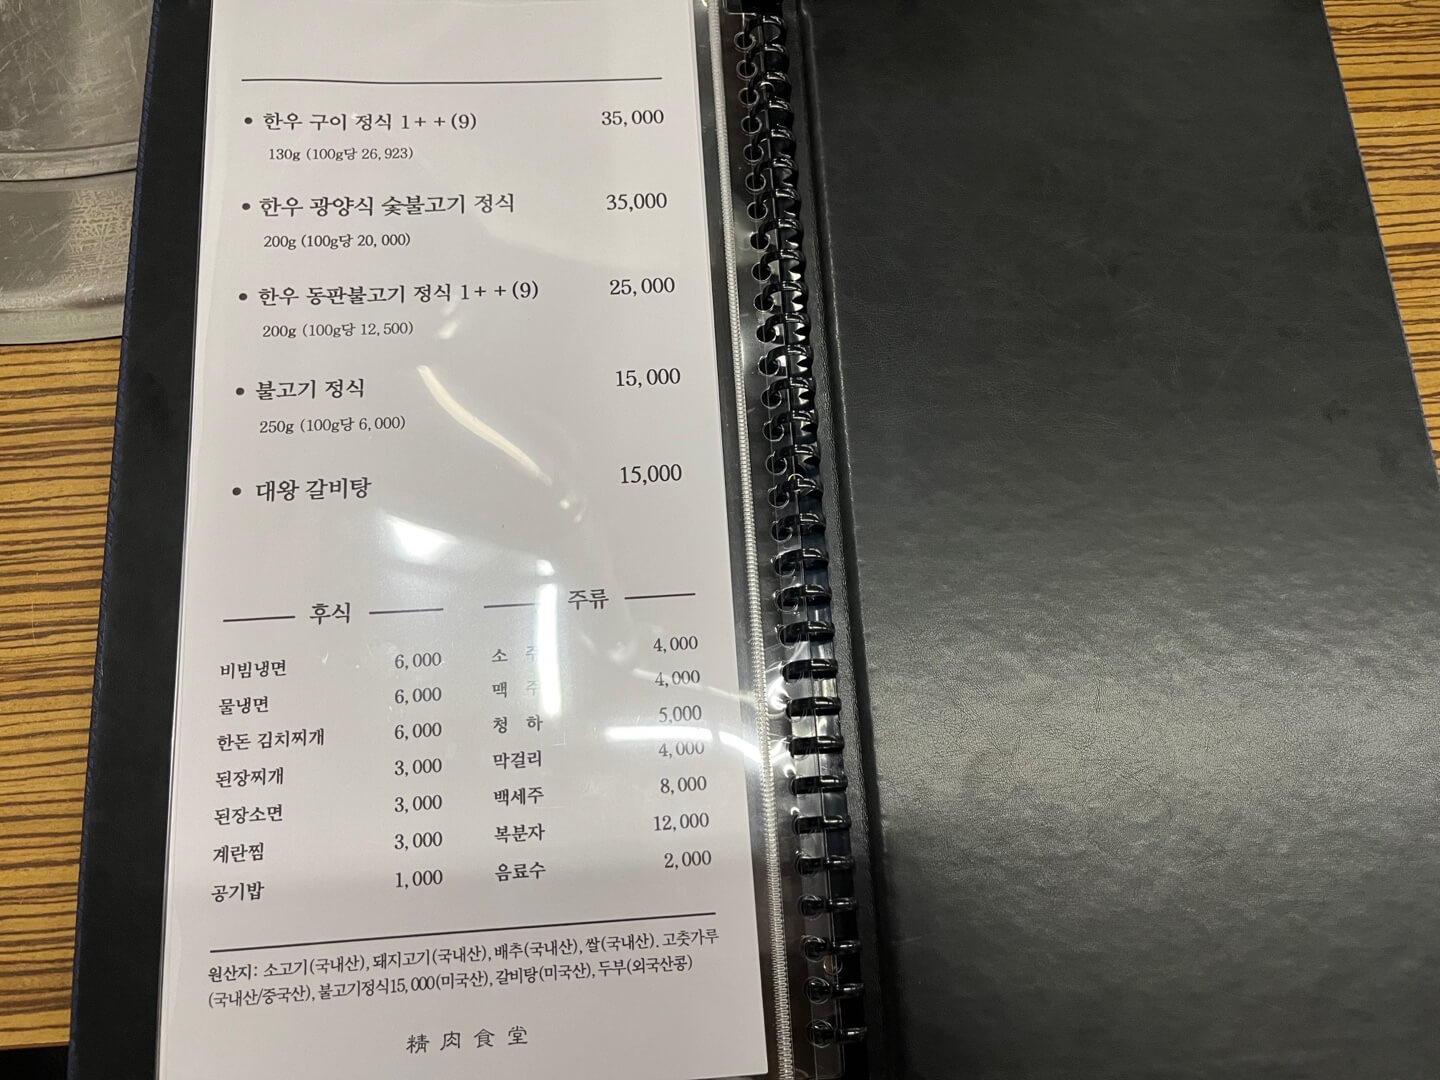 • 한우 구이 정식 1++(9) 35,000
130g (100g당 26,923)
• 한우 광양식 숯불고기 정식 35,000
200g (100g당 20,000)
• 한우 동판불고기 정식 1++(9) 25,000
200g (100g당 12,500)
• 불고기 정식 15,000
250g (100g당 6,000)
• 대왕 갈비탕 15,000
후식
비빔냉면 6,000
물냉면 6,000
한돈 김치찌개 6,000
된장찌개 3,000
된장소면 3,000
계란찜 3,000
공기밥 1,000
주류
소 주 4,000
맥 주 4,000
청 하 5,000
막걸리 4,000
백세주 8,000
복분자 12,000
음료수 2,000
원산지: 소고기(국내산), 돼지고기(국내산), 배추(국내산), 쌀(국내산). 고춧가루
(국내산/중국산), 불고기정식15,000(미국산), 갈비탕(미국산), 두부(외국산콩)
精肉食堂